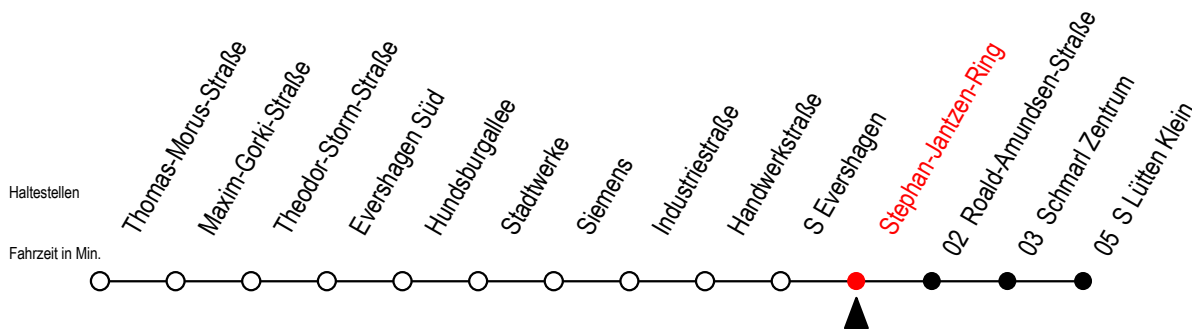 Haltestellen
Fahrzeit in Min.
Thomas-Morus-Straße
Maxim-Gorki-Straße
Theodor-Storm-Straße
Evershagen Süd
Hundsburgallee
Stadtwerke
Siemens
Industriestraße
Handwerkstraße
S Evershagen
Stephan-Jantzen-Ring
02 Roald-Amundsen-Straße
03 Schmarl Zentrum
05 S Lütten Klein